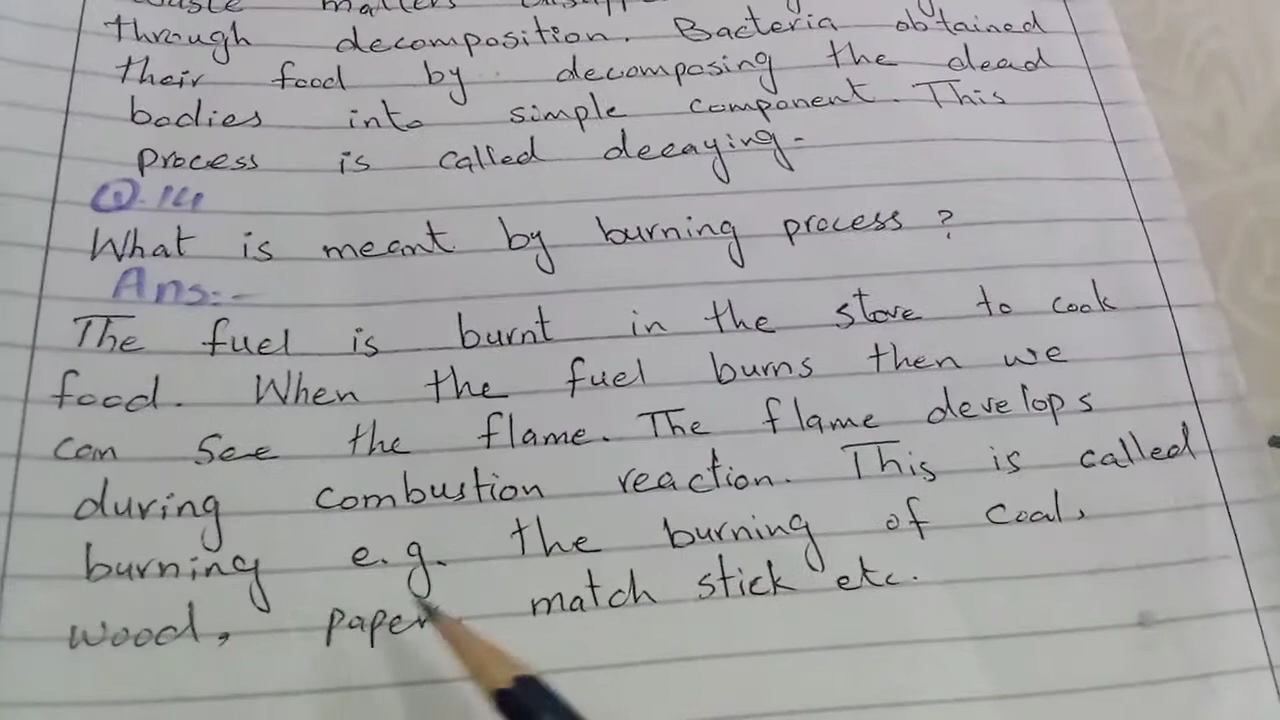 waste matters
through decomposition. Bacteria obtained
their food by decomposing the dead
bodies into simple component. This
process is called decaying.
Q.14
What is meant by burning process?
Ans:-
The fuel is burnt in the stove to cook
food. When the fuel burns then we
can see the flame. The flame develops
during combustion reaction. This is called
burning e.g. the burning of coal,
wood, paper match stick etc.